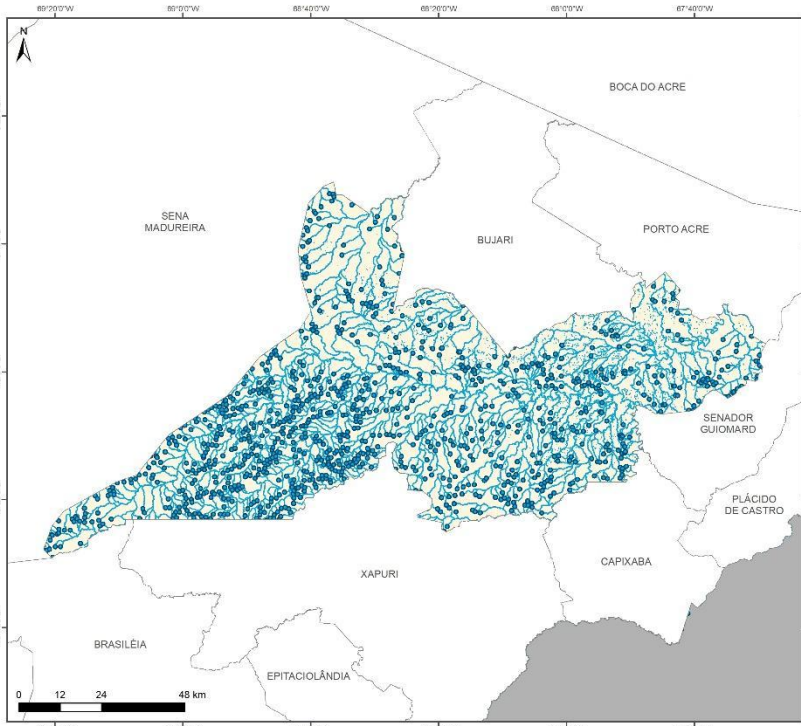 69°20'0"W 69°0'0"W 68°40'0"W 68°20'0"W 68°0'0"W 67°40'0"W
N
BOCA DO ACRE
SENA
MADUREIRA
PORTO ACRE
BUJARI
SENADOR
GUIOMARD
PLÁCIDO
DE CASTRO
CAPIXABA
XAPURI
BRASILÉIA
EPITACIOLÂNDIA
0 12 24 48 km